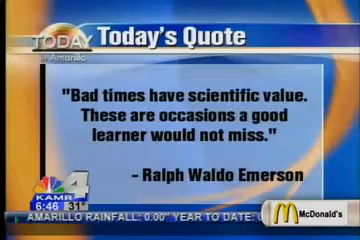 TODAY
in Amarillo
Today's Quote
"Bad times have scientific value.
These are occasions a good
learner would not miss."
- Ralph Waldo Emerson
KAMR 4
6:46 31°
AMARILLO RAINFALL: 0.00" YEAR TO DATE:
McDonald's